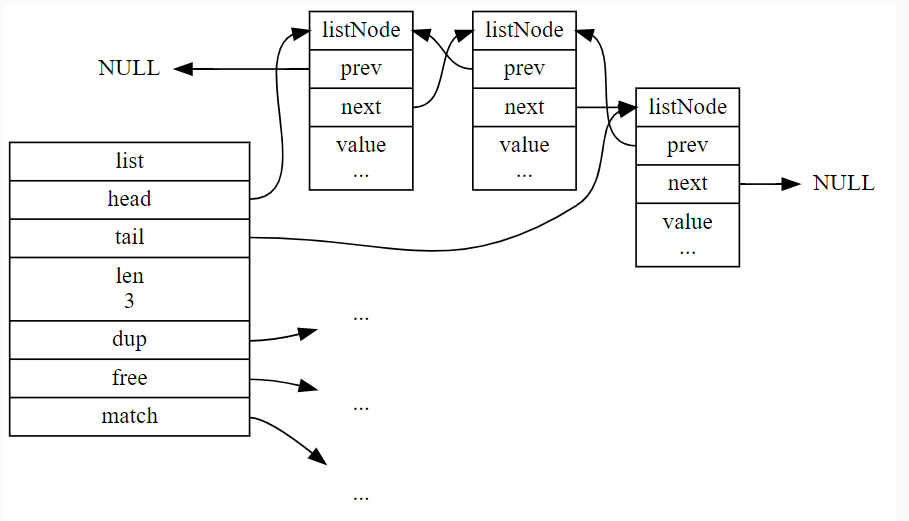 NULL
listNode
prev
next
value
...
listNode
prev
next
value
...
listNode
prev
next
value
...
NULL
list
head
tail
len
3
dup
free
match
...
...
...